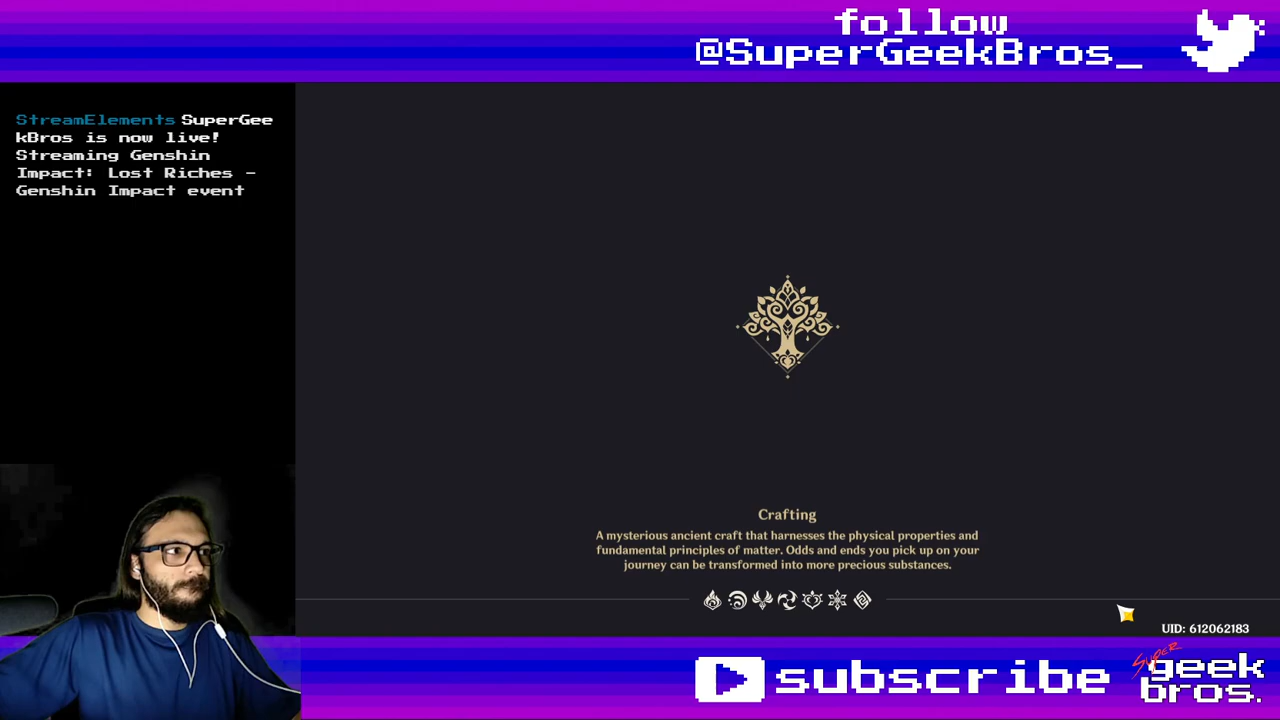 follow
@SuperGeekBros_
StreamElements SuperGee
kBros is now live!
Streaming Genshin
Impact: Lost Riches -
Genshin Impact event
Crafting
A mysterious ancient craft that harnesses the physical properties and
fundamental principles of matter. Odds and ends you pick up on your
journey can be transformed into more precious substances.
UID: 612062183
subscribe
SUPER
geek
bros.